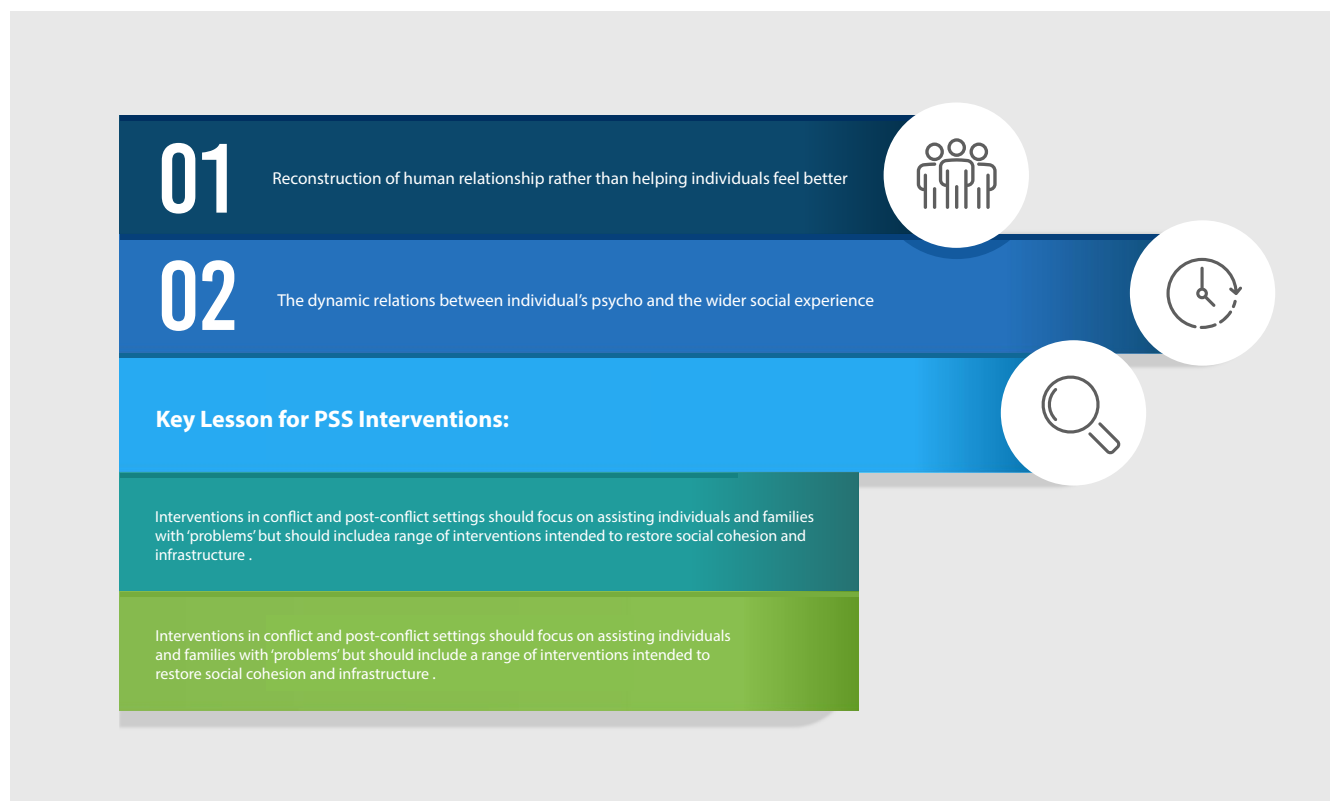 01
Reconstruction of human relationship rather than helping individuals feel better
02
The dynamic relations between individual’s psycho and the wider social experience
Key Lesson for PSS Interventions:
Interventions in conflict and post-conflict settings should focus on assisting individuals and families
with ‘problems’ but should includea range of interventions intended to restore social cohesion and
infrastructure .
Interventions in conflict and post-conflict settings should focus on assisting individuals
and families with ‘problems’ but should include a range of interventions intended to
restore social cohesion and infrastructure .